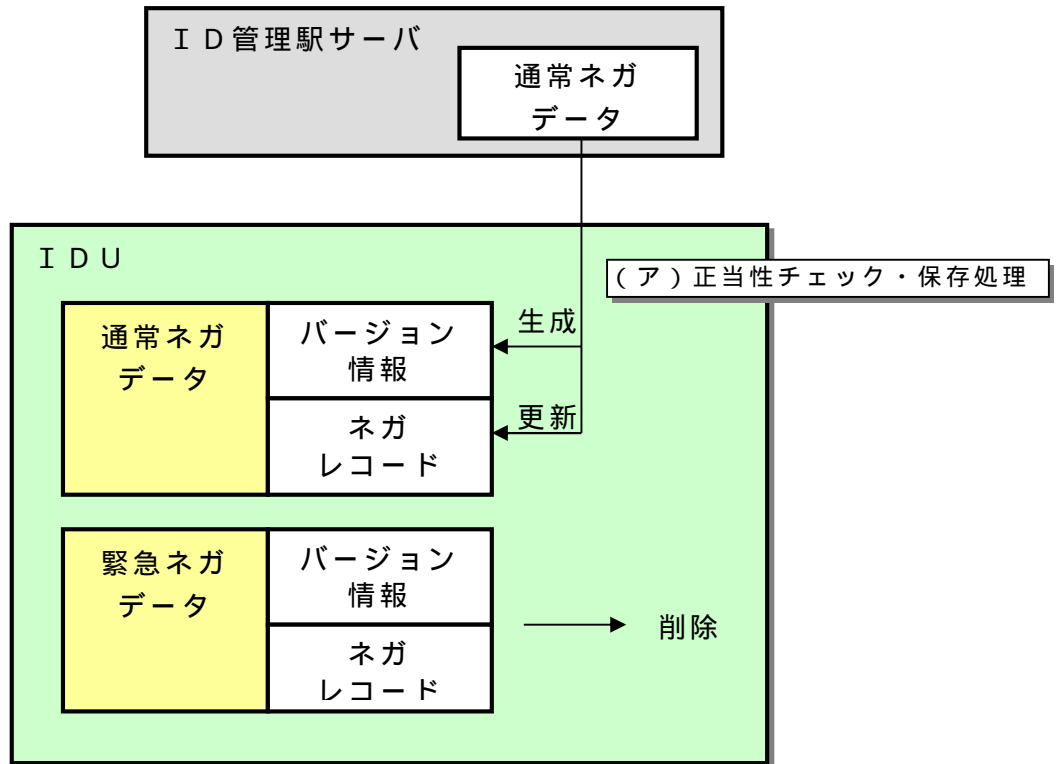 ＩＤ管理駅サーバ
通常ネガ
データ
ＩＤＵ
（ア）正当性チェック・保存処理
通常ネガ
データ
バージョン
情報
生成
ネガ
レコード
更新
緊急ネガ
データ
バージョン
情報
ネガ
レコード
削除